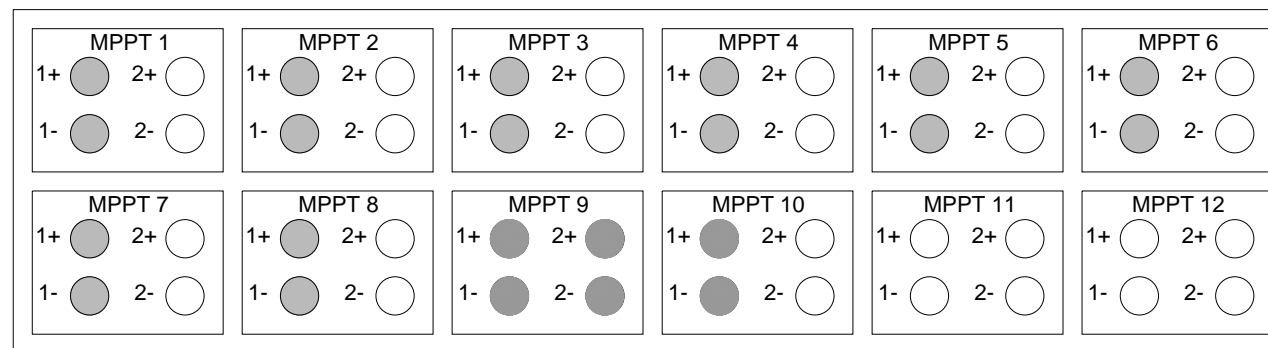 MPPT 1 MPPT 2 MPPT 3 MPPT 4 MPPT 5 MPPT 6
1+ 2+ 1+ 2+ 1+ 2+ 1+ 2+ 1+ 2+ 1+ 2+
1- 2- 1- 2- 1- 2- 1- 2- 1- 2- 1- 2-
MPPT 7 MPPT 8 MPPT 9 MPPT 10 MPPT 11 MPPT 12
1+ 2+ 1+ 2+ 1+ 2+ 1+ 2+ 1+ 2+ 1+ 2+
1- 2- 1- 2- 1- 2- 1- 2- 1- 2- 1- 2-